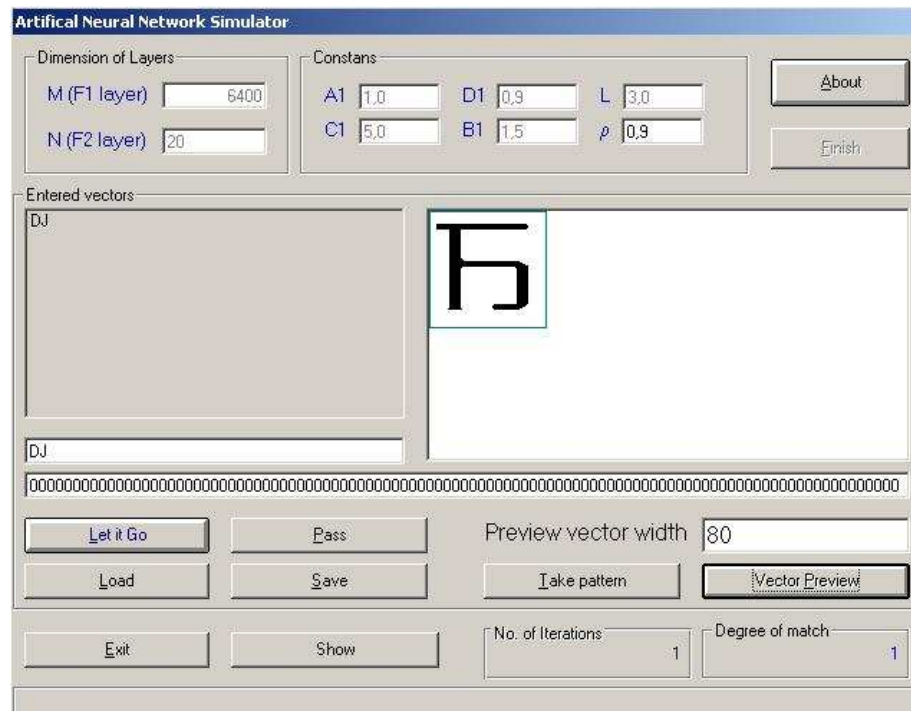 Artifical Neural Network Simulator
Dimension of Layers
M (F1 layer) 6400
N (F2 layer) 20
Constans
A1 1,0 D1 0,9 L 3,0
C1 5,0 B1 1,5 ρ 0,9
About
Finish
Entered vectors
DJ
Ђ
DJ
Let it Go
Pass
Preview vector width 80
Load
Save
Take pattern
Vector Preview
Exit
Show
No. of Iterations
1
Degree of match
1